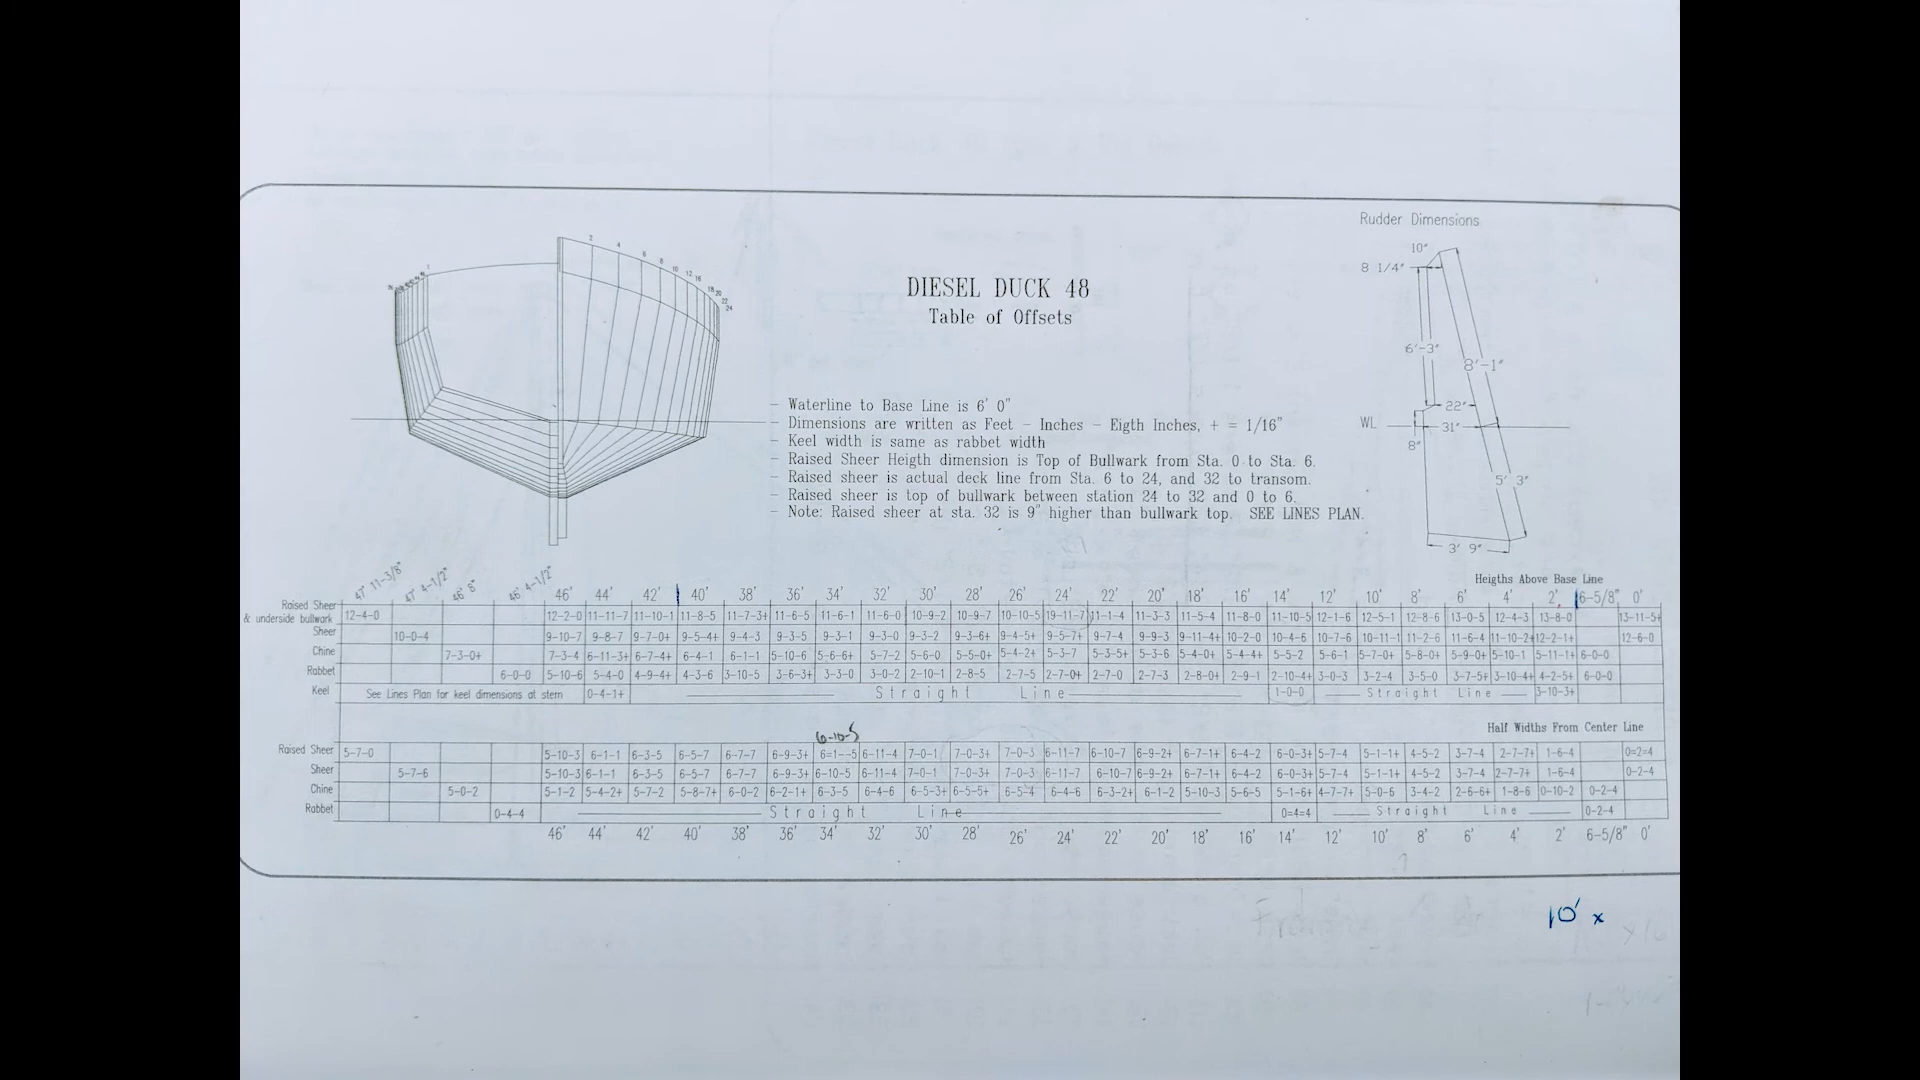 Rudder Dimensions
10"
8 1/4"
6'-3"
8'-1"
22"
WL
31"
8"
5' 3"
3' 9"
2 4 6 8 10 12 16 18 20 22 24
DIESEL DUCK 48
Table of Offsets
- Waterline to Base Line is 6' 0"
- Dimensions are written as Feet - Inches - Eigth Inches, + = 1/16"
- Keel width is same as rabbet width
- Raised Sheer Heigth dimension is Top of Bullwark from Sta. 0 to Sta. 6.
- Raised sheer is actual deck line from Sta. 6 to 24, and 32 to transom.
- Raised sheer is top of bullwark between station 24 to 32 and 0 to 6.
- Note: Raised sheer at sta. 32 is 9" higher than bullwark top. SEE LINES PLAN.
Heigths Above Base Line
47' 11-3/8" 47' 4-1/2" 46' 8" 46' 4-1/2" 46' 44' 42' 40' 38' 36' 34' 32' 30' 28' 26' 24' 22' 20' 18' 16' 14' 12' 10' 8' 6' 4' 2' 6-5/8" 0'
Raised Sheer
& underside bullwark 12-4-0 12-2-0 11-11-7 11-10-1 11-8-5 11-7-3+ 11-6-5 11-6-1 11-6-0 10-9-2 10-9-7 10-10-5 19-11-7 11-1-4 11-3-3 11-5-4 11-8-0 11-10-5 12-1-6 12-5-1 12-8-6 13-0-5 12-4-3 13-8-0 13-11-5+
Sheer 10-0-4 9-10-7 9-8-7 9-7-0+ 9-5-4+ 9-4-3 9-3-5 9-3-1 9-3-0 9-3-2 9-3-6+ 9-4-5+ 9-5-7+ 9-7-4 9-9-3 9-11-4+ 10-2-0 10-4-6 10-7-6 10-11-1 11-2-6 11-6-4 11-10-2+ 12-2-1+ 12-6-0
Chine 7-3-0+ 7-3-4 6-11-3+ 6-7-4+ 6-4-1 6-1-1 5-10-6 5-6-6+ 5-7-2 5-6-0 5-5-0+ 5-4-2+ 5-3-7 5-3-5+ 5-3-6 5-4-0+ 5-4-4+ 5-5-2 5-6-1 5-7-0+ 5-8-0+ 5-9-0+ 5-10-1 5-11-1+ 6-0-0
Rabbet 6-0-0 5-10-6 5-4-0 4-9-4+ 4-3-6 3-10-5 3-6-3+ 3-3-0 3-0-2 2-10-1 2-8-5 2-7-5 2-7-0+ 2-7-0 2-7-3 2-8-0+ 2-9-1 2-10-4+ 3-0-3 3-2-4 3-5-0 3-7-5+ 3-10-4+ 4-2-5+ 6-0-0
Keel See Lines Plan for keel dimensions at stern 0-4-1+ Straight Line 1-0-0 Straight Line 3-10-3+
Half Widths From Center Line
6-10-5
Raised Sheer 5-7-0 5-10-3 6-1-1 6-3-5 6-5-7 6-7-7 6-9-3+ 6=1--5 6-11-4 7-0-1 7-0-3+ 7-0-3 6-11-7 6-10-7 6-9-2+ 6-7-1+ 6-4-2 6-0-3+ 5-7-4 5-1-1+ 4-5-2 3-7-4 2-7-7+ 1-6-4 0=2=4
Sheer 5-7-6 5-10-3 6-1-1 6-3-5 6-5-7 6-7-7 6-9-3+ 6-10-5 6-11-4 7-0-1 7-0-3+ 7-0-3 6-11-7 6-10-7 6-9-2+ 6-7-1+ 6-4-2 6-0-3+ 5-7-4 5-1-1+ 4-5-2 3-7-4 2-7-7+ 1-6-4 0-2-4
Chine 5-0-2 5-1-2 5-4-2+ 5-7-2 5-8-7+ 6-0-2 6-2-1+ 6-3-5 6-4-6 6-5-3+ 6-5-5+ 6-5-4 6-4-6 6-3-2+ 6-1-2 5-10-3 5-6-5 5-1-6+ 4-7-7+ 5-0-6 3-4-2 2-6-6+ 1-8-6 0-10-2 0-2-4
Rabbet 0-4-4 Straight Line 0=4=4 Straight Line 0-2-4
46' 44' 42' 40' 38' 36' 34' 32' 30' 28' 26' 24' 22' 20' 18' 16' 14' 12' 10' 8' 6' 4' 2' 6-5/8" 0'
10' x